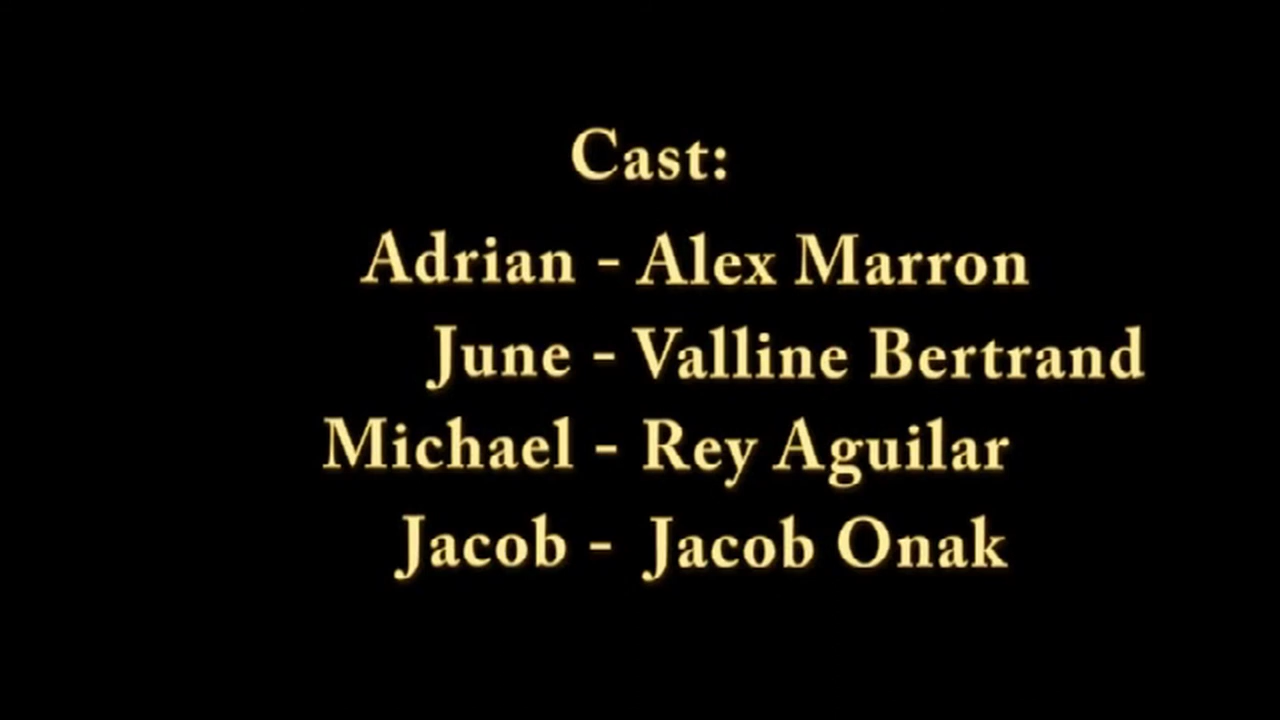 Cast:
Adrian - Alex Marron
June - Valline Bertrand
Michael - Rey Aguilar
Jacob - Jacob Onak